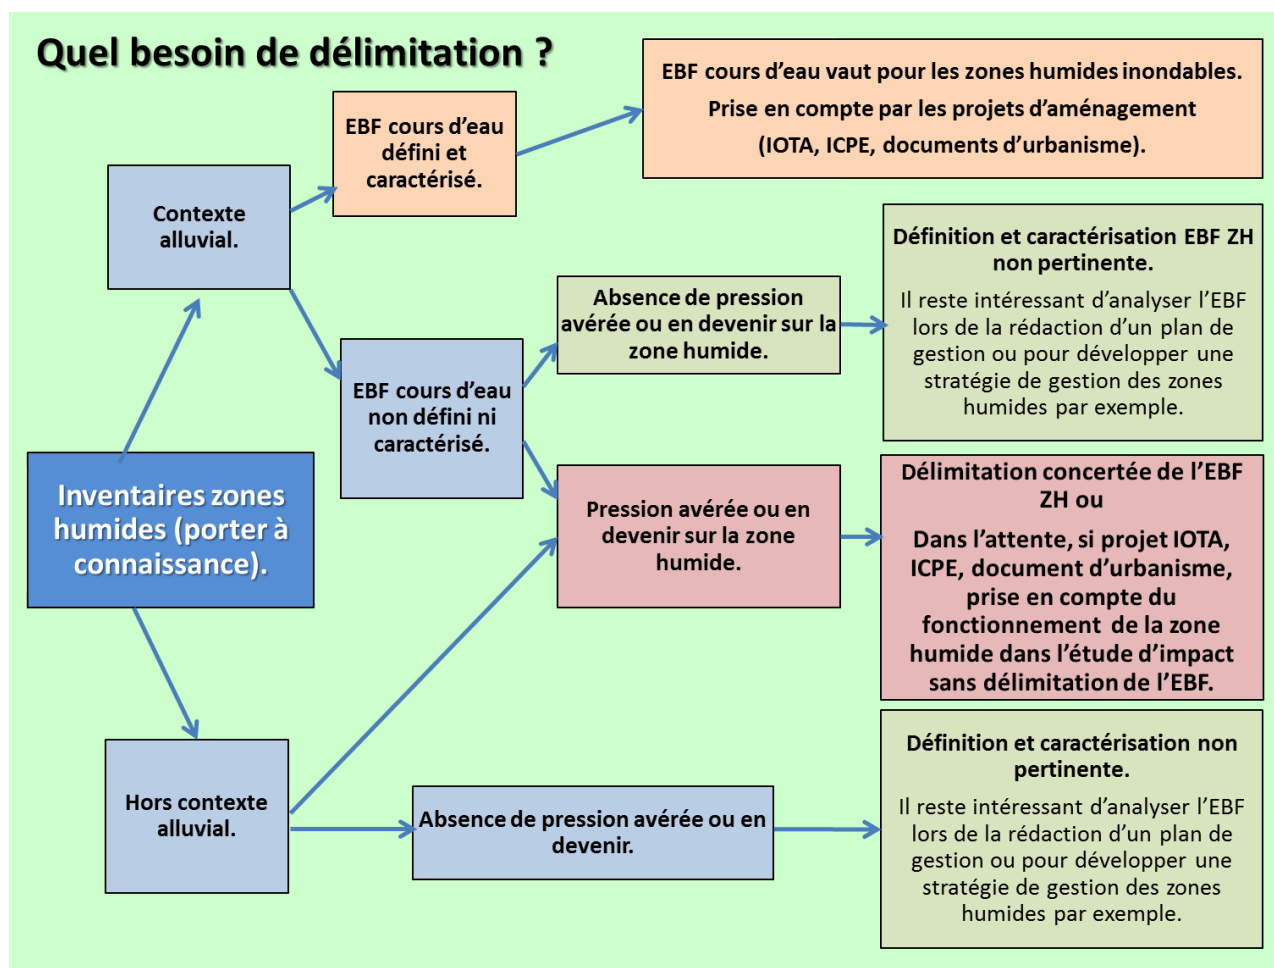 Quel besoin de délimitation ?
EBF cours d'eau vaut pour les zones humides inondables.
Prise en compte par les projets d'aménagement
(IOTA, ICPE, documents d'urbanisme).
EBF cours d'eau
défini et
caractérisé.
Contexte
alluvial.
Définition et caractérisation EBF ZH
non pertinente.
Il reste intéressant d'analyser l'EBF
lors de la rédaction d'un plan de
gestion ou pour développer une
stratégie de gestion des zones
humides par exemple.
Absence de pression
avérée ou en devenir sur la
zone humide.
EBF cours d'eau
non défini ni
caractérisé.
Inventaires zones
humides (porter à
connaissance).
Pression avérée ou en
devenir sur la zone
humide.
Délimitation concertée de l'EBF
ZH ou
Dans l'attente, si projet IOTA,
ICPE, document d'urbanisme,
prise en compte du
fonctionnement de la zone
humide dans l'étude d'impact
sans délimitation de l'EBF.
Hors contexte
alluvial.
Absence de pression avérée ou en
devenir.
Définition et caractérisation non
pertinente.
Il reste intéressant d'analyser l'EBF
lors de la rédaction d'un plan de
gestion ou pour développer une
stratégie de gestion des zones
humides par exemple.